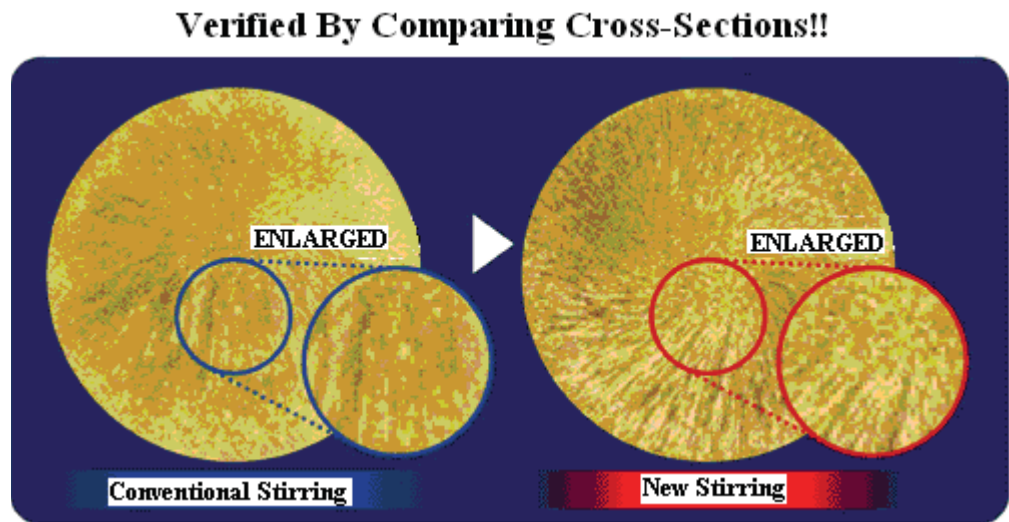 Verified By Comparing Cross-Sections!!
ENLARGED
ENLARGED
Conventional Stirring
New Stirring